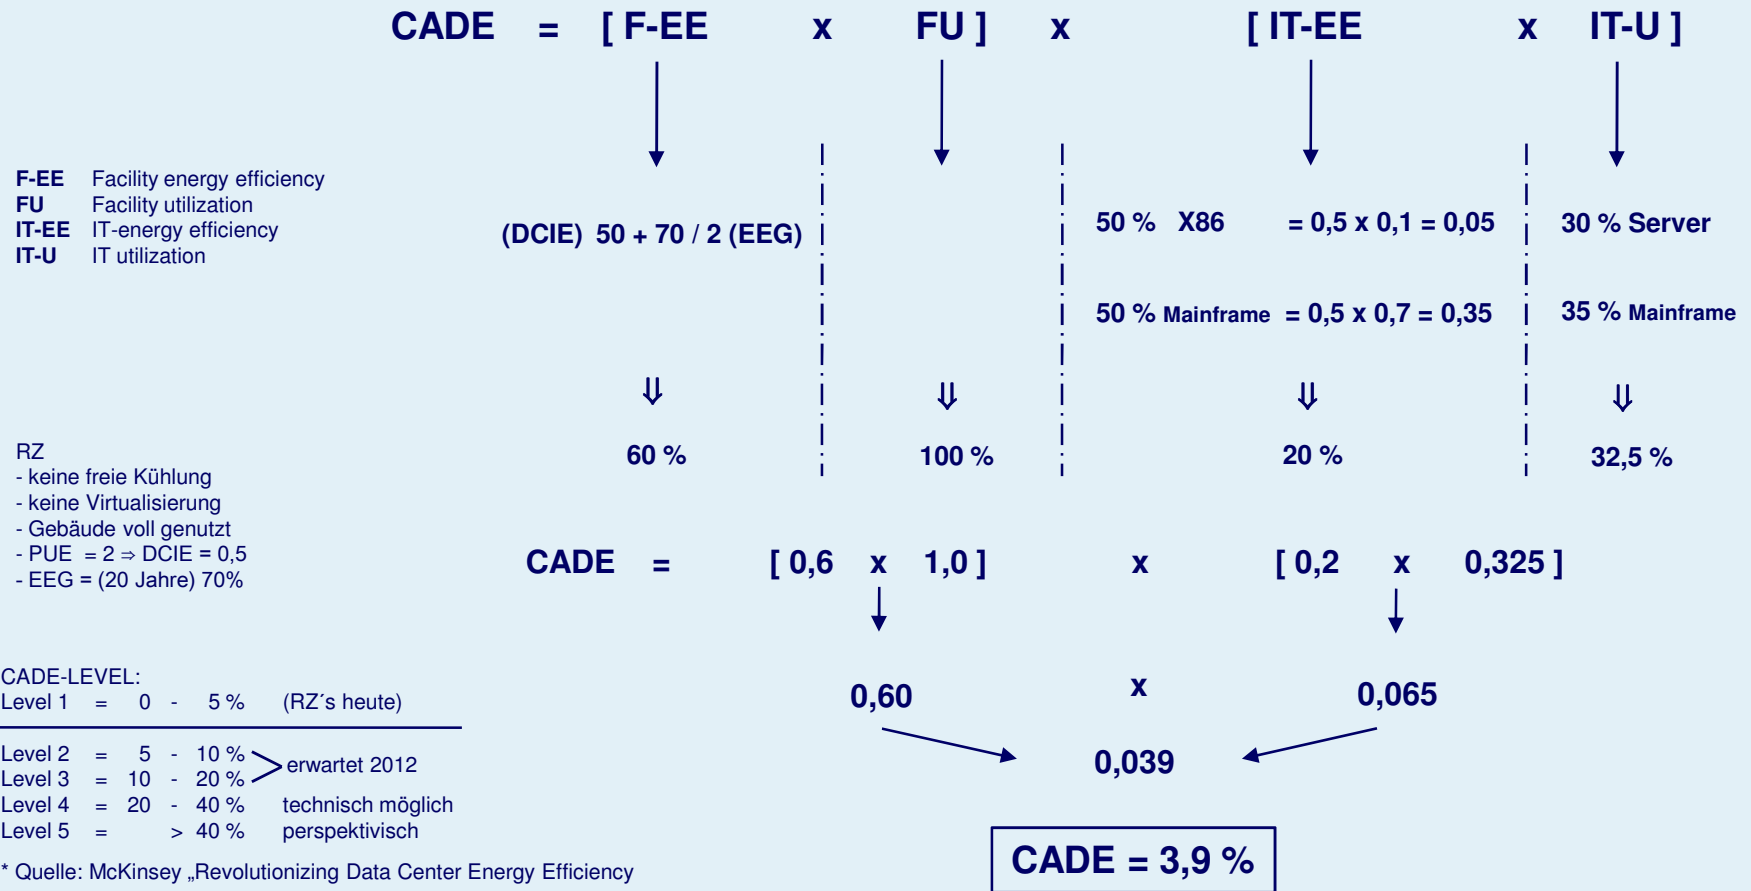 CADE = [ F-EE x FU ] x [ IT-EE x IT-U ]
F-EE Facility energy efficiency
FU Facility utilization
IT-EE IT-energy efficiency
IT-U IT utilization
(DCIE) 50 + 70 / 2 (EEG)
50 % X86 = 0,5 x 0,1 = 0,05
30 % Server
50 % Mainframe = 0,5 x 0,7 = 0,35
35 % Mainframe
⇓ ⇓ ⇓ ⇓
60 % 100 % 20 % 32,5 %
RZ
- keine freie Kühlung
- keine Virtualisierung
- Gebäude voll genutzt
- PUE = 2 ⇒ DCIE = 0,5
- EEG = (20 Jahre) 70%
CADE = [ 0,6 x 1,0 ] x [ 0,2 x 0,325 ]
0,60 x 0,065
0,039
CADE = 3,9 %
CADE-LEVEL:
Level 1 = 0 - 5 % (RZ´s heute)
Level 2 = 5 - 10 %
Level 3 = 10 - 20 %
erwartet 2012
Level 4 = 20 - 40 % technisch möglich
Level 5 = > 40 % perspektivisch
* Quelle: McKinsey „Revolutionizing Data Center Energy Efficiency